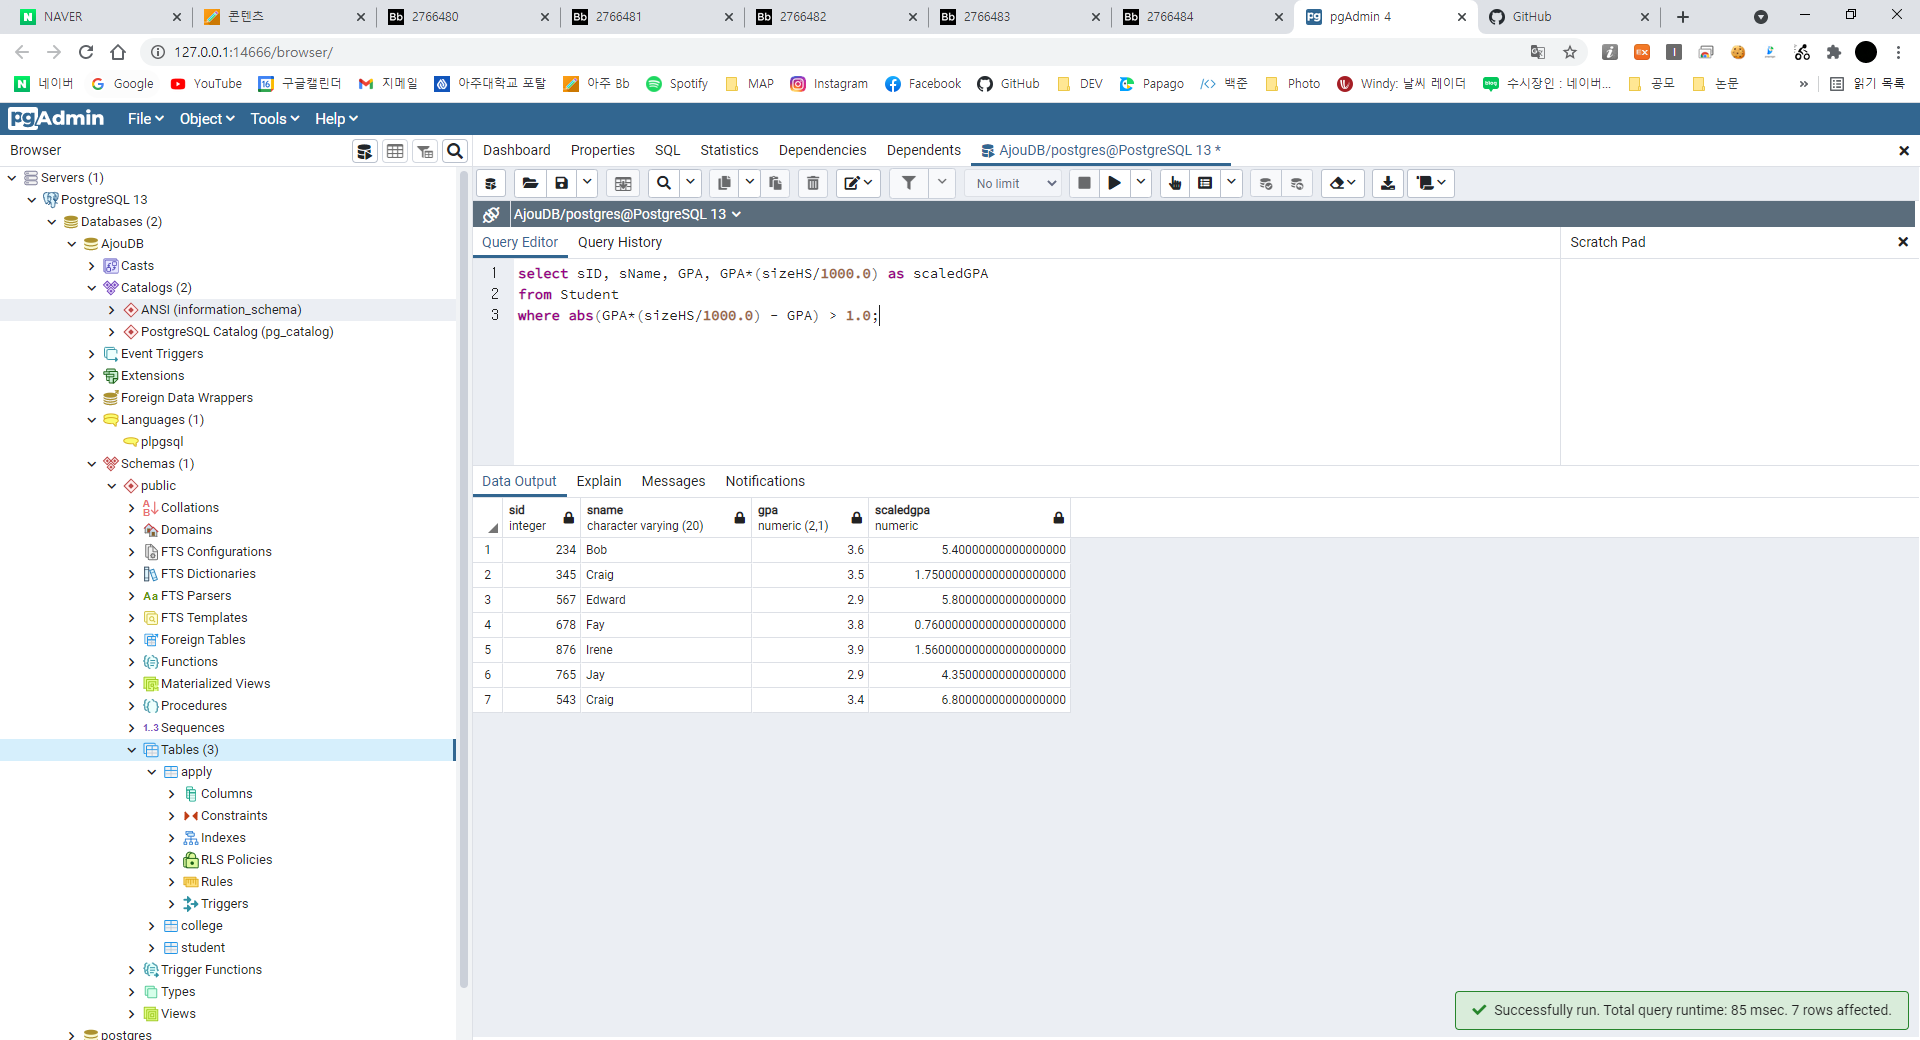 NAVER
콘텐츠
2766480
2766481
2766482
2766483
2766484
pgAdmin 4
GitHub
127.0.0.1:14666/browser/
네이버
Google
YouTube
구글캘린더
지메일
아주대학교 포탈
아주 Bb
Spotify
MAP
Instagram
Facebook
GitHub
DEV
Papago
백준
Photo
Windy: 날씨 레이더
수시장인 : 네이버...
공모
논문
»
읽기 목록
pgAdmin
File
Object
Tools
Help
Browser
Servers (1)
PostgreSQL 13
Databases (2)
AjouDB
Casts
Catalogs (2)
ANSI (information_schema)
PostgreSQL Catalog (pg_catalog)
Event Triggers
Extensions
Foreign Data Wrappers
Languages (1)
plpgsql
Schemas (1)
public
Collations
Domains
FTS Configurations
FTS Dictionaries
FTS Parsers
FTS Templates
Foreign Tables
Functions
Materialized Views
Procedures
Sequences
Tables (3)
apply
Columns
Constraints
Indexes
RLS Policies
Rules
Triggers
college
student
Trigger Functions
Types
Views
postgres
Dashboard
Properties
SQL
Statistics
Dependencies
Dependents
AjouDB/postgres@PostgreSQL 13 *
No limit
AjouDB/postgres@PostgreSQL 13
Query Editor
Query History
Scratch Pad
1 select sID, sName, GPA, GPA*(sizeHS/1000.0) as scaledGPA
2 from Student
3 where abs(GPA*(sizeHS/1000.0) - GPA) > 1.0;
Data Output
Explain
Messages
Notifications
sid integer
sname character varying (20)
gpa numeric (2,1)
scaledgpa numeric
1 234 Bob 3.6 5.40000000000000000
2 345 Craig 3.5 1.750000000000000000
3 567 Edward 2.9 5.80000000000000000
4 678 Fay 3.8 0.760000000000000000
5 876 Irene 3.9 1.560000000000000000
6 765 Jay 2.9 4.35000000000000000
7 543 Craig 3.4 6.80000000000000000
Successfully run. Total query runtime: 85 msec. 7 rows affected.